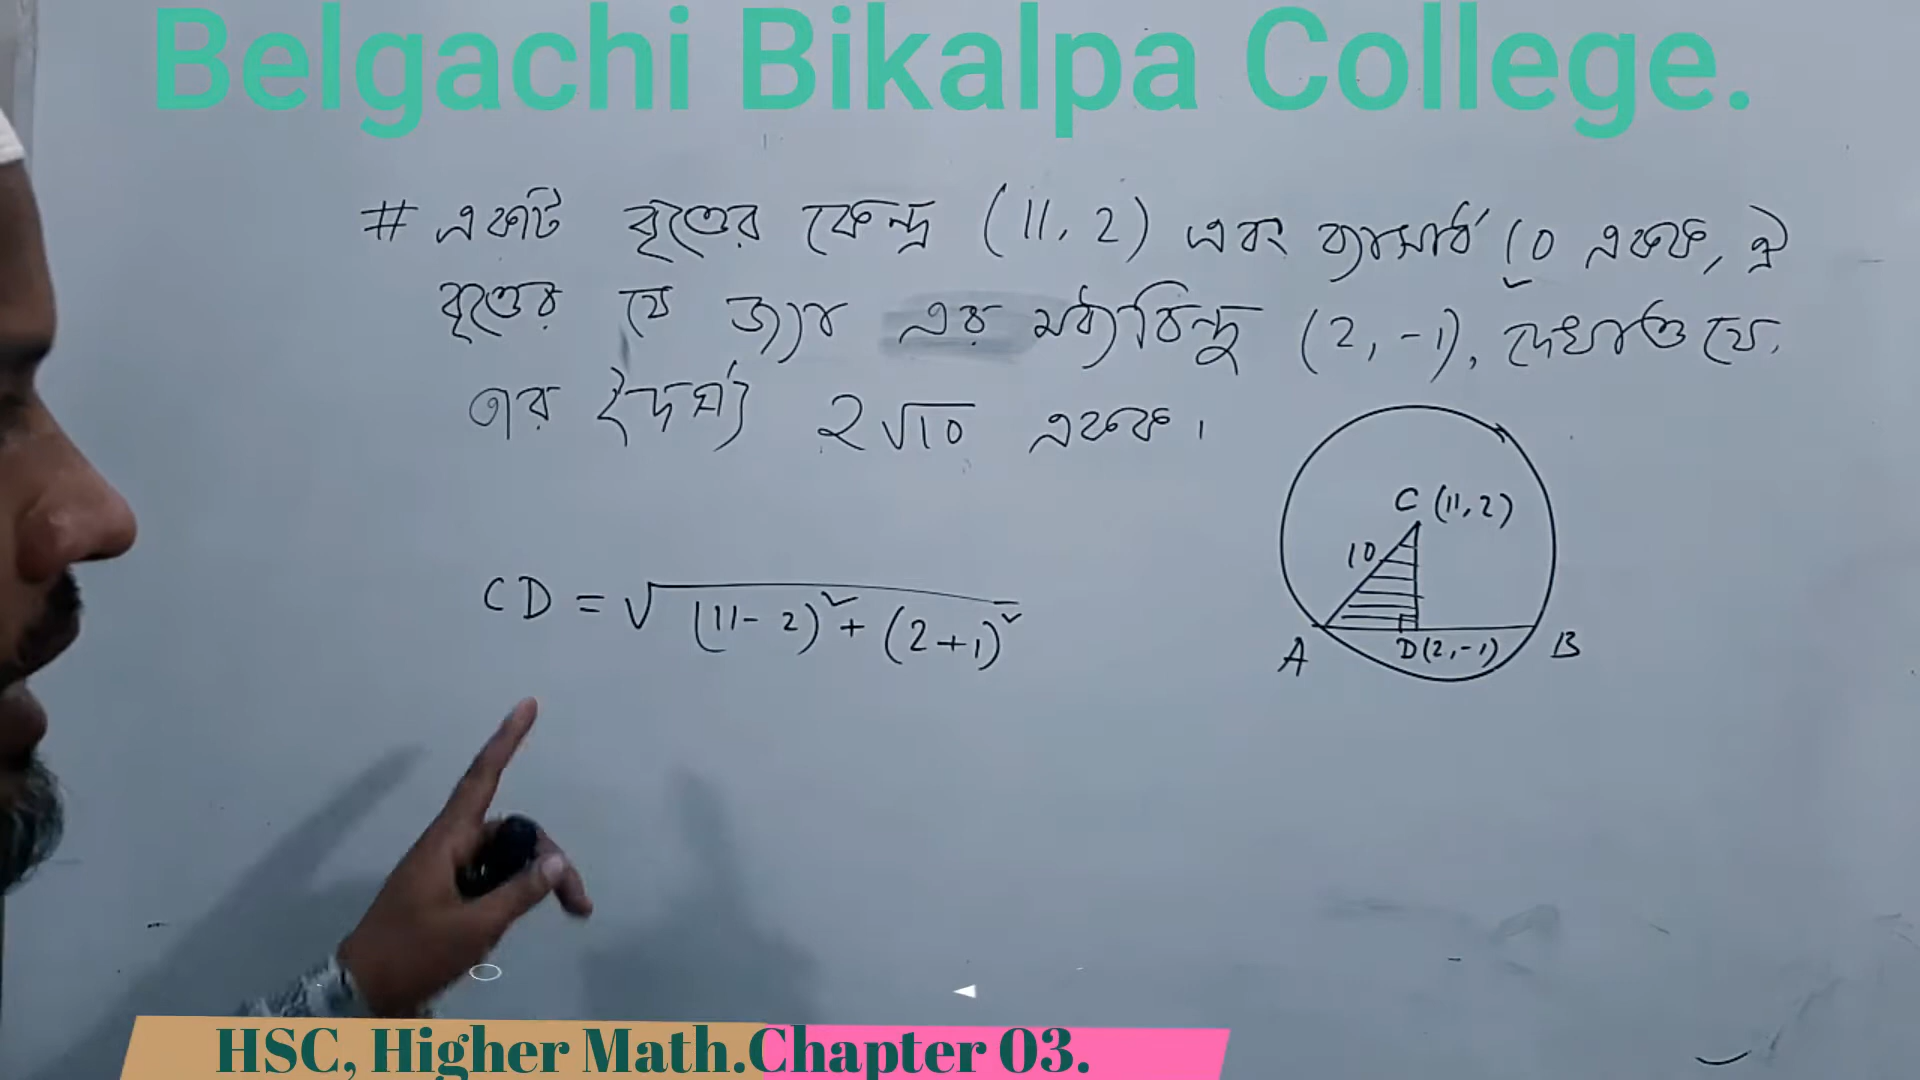 Belgachi Bikalpa College.
# একটি বৃত্তের কেন্দ্র (11, 2) এবং ব্যাসার্ধ 10 একক, ঐ
বৃত্তের যে জ্যা এর মধ্যবিন্দু (2, -1), দেখাও যে,
তার দৈর্ঘ্য 2√10 একক।
C (11, 2)
10
CD = √(11-2)² + (2+1)²
A D(2, -1) B
HSC, Higher Math.Chapter 03.